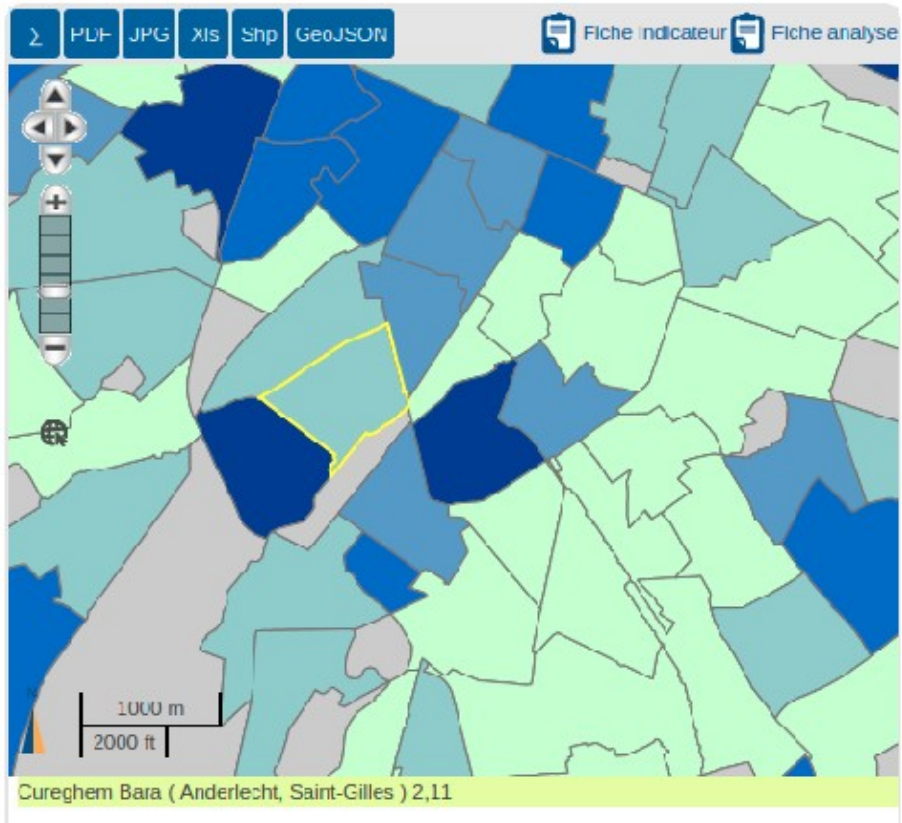 Σ PDF JPG Xls Shp GeoJSON Fiche Indicateur Fiche analyse
N
1000 m
2000 ft
Cureghem Bara ( Anderlecht, Saint-Gilles ) 2,11